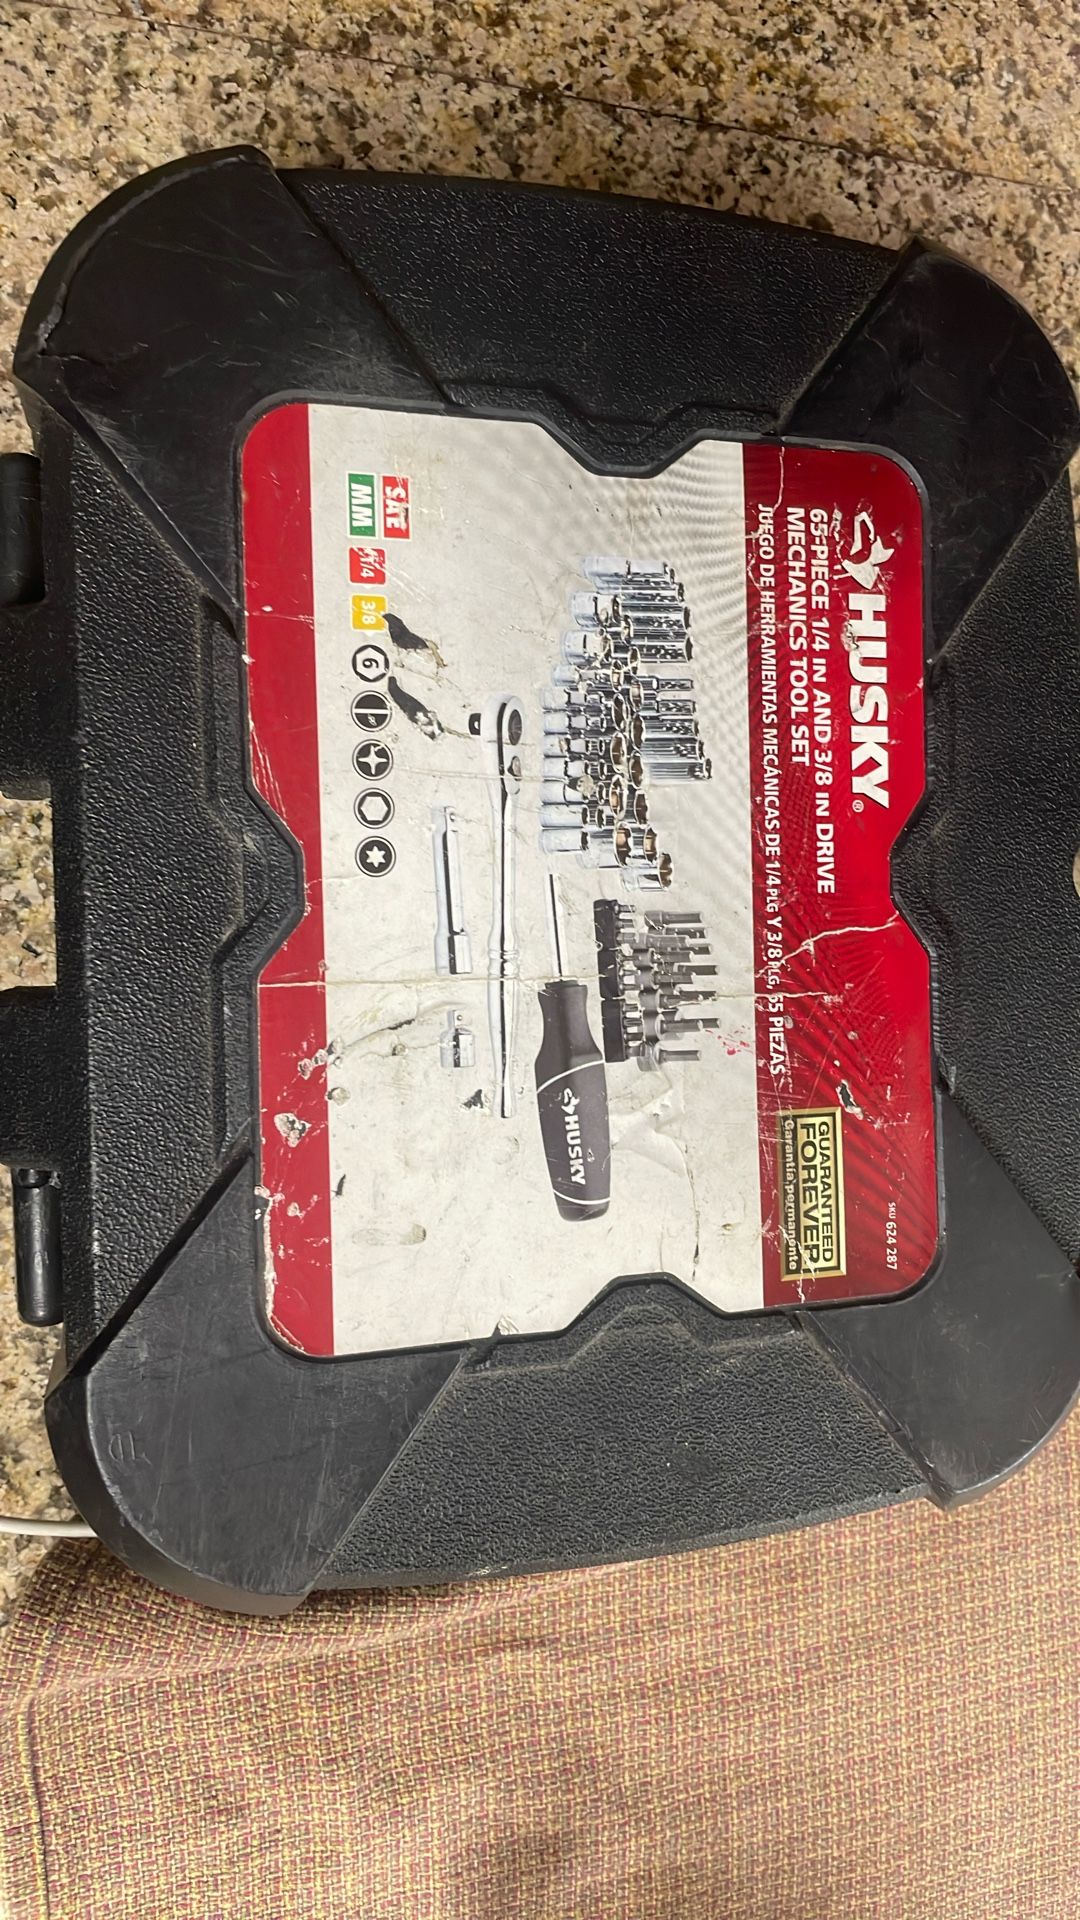 HUSKY®
65-PIECE 1/4 IN AND 3/8 IN DRIVE
MECHANICS TOOL SET
JUEGO DE HERRAMIENTAS MECÁNICAS DE 1/4 PLG Y 3/8 PLG, 65 PIEZAS
SKU 624 287
GUARANTEED
FOREVER
Garantía permanente
HUSKY
SAE
MM
1/4
3/8
6